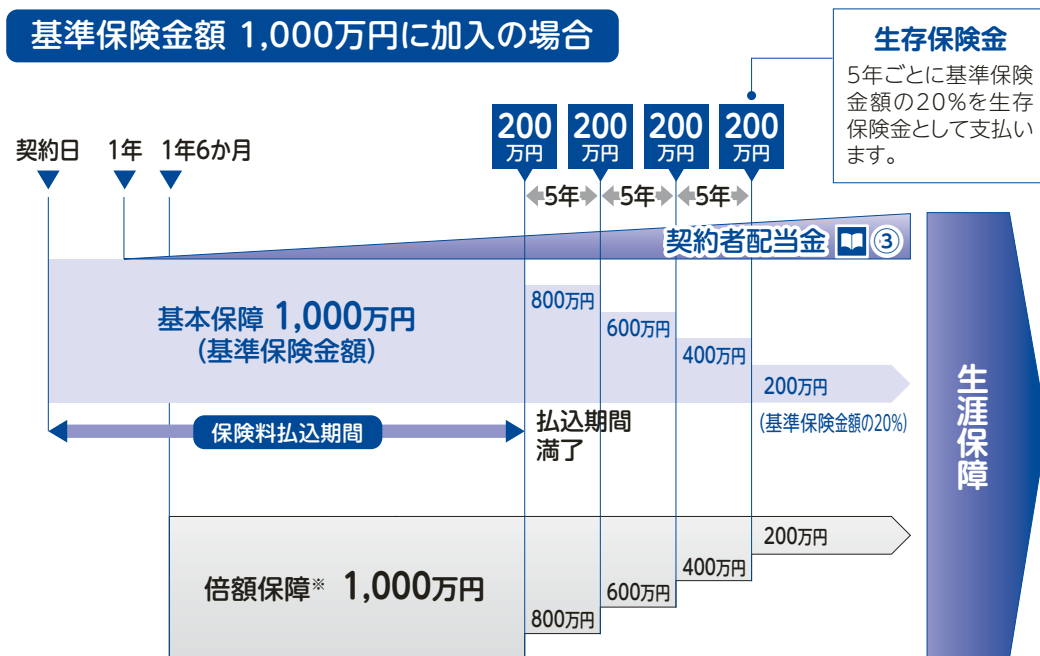 基準保険金額 1,000万円に加入の場合
生存保険金
5年ごとに基準保険
金額の20%を生存
保険金として支払い
ます。
契約日
1年
1年6か月
200
万円
200
万円
200
万円
200
万円
5年
5年
5年
契約者配当金 ③
基本保障 1,000万円
(基準保険金額)
800万円
600万円
400万円
200万円
(基準保険金額の20%)
保険料払込期間
払込期間
満了
生涯保障
倍額保障※ 1,000万円
800万円
600万円
400万円
200万円